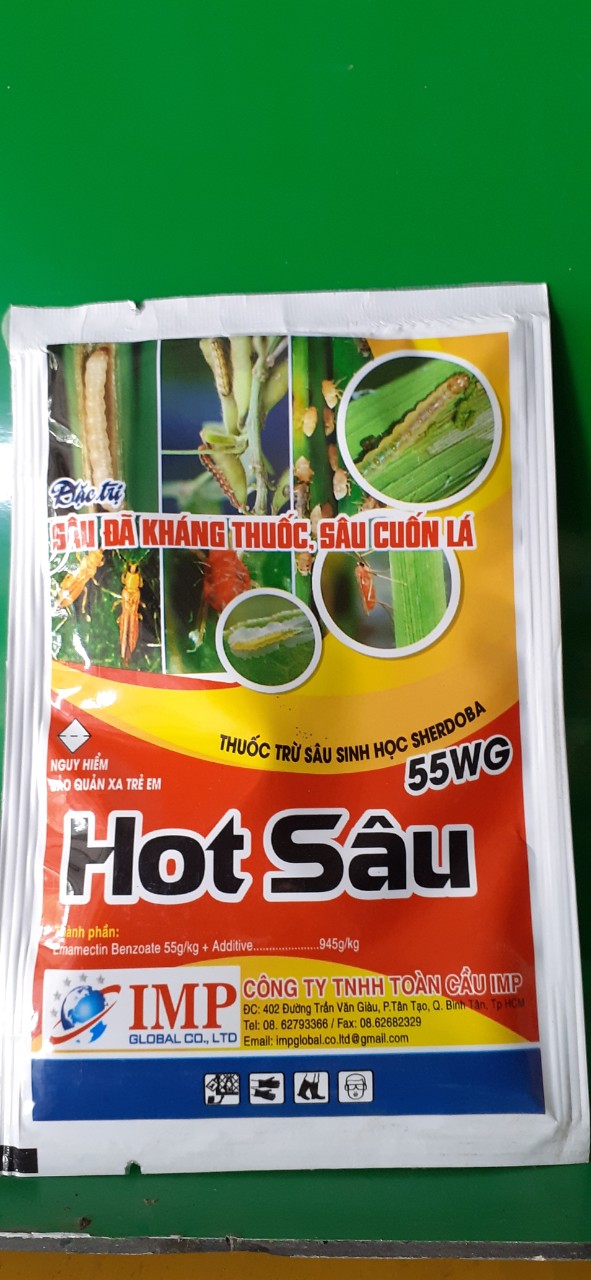 Đặc trị
SÂU ĐÃ KHÁNG THUỐC, SÂU CUỐN LÁ
THUỐC TRỪ SÂU SINH HỌC SHERDOBA
55WG
NGUY HIỂM
BẢO QUẢN XA TRẺ EM
Hot Sâu
Thành phần:
Emamectin Benzoate 55g/kg + Additive....................945g/kg
IMP
GLOBAL CO., LTD
CÔNG TY TNHH TOÀN CẦU IMP
ĐC: 402 Đường Trần Văn Giàu, P.Tân Tạo, Q. Bình Tân, Tp HCM
Tel: 08. 62793366 / Fax: 08.62682329
Email: impglobal.co.ltd@gmail.com